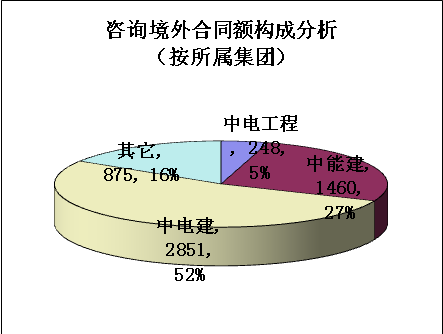 咨询境外合同额构成分析
（按所属集团）
中电工程
, 248,
5%
中能建,
1460,
27%
中电建,
2851,
52%
其它,
875, 16%